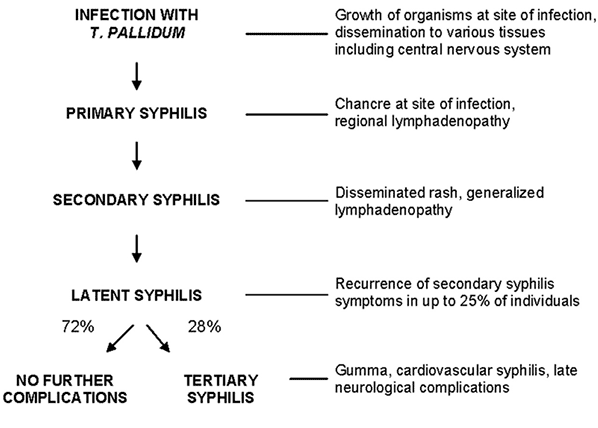 INFECTION WITH
T. PALLIDUM
Growth of organisms at site of infection,
dissemination to various tissues
including central nervous system
PRIMARY SYPHILIS
Chancre at site of infection,
regional lymphadenopathy
SECONDARY SYPHILIS
Disseminated rash, generalized
lymphadenopathy
LATENT SYPHILIS
Recurrence of secondary syphilis
symptoms in up to 25% of individuals
72%
28%
NO FURTHER
COMPLICATIONS
TERTIARY
SYPHILIS
Gumma, cardiovascular syphilis, late
neurological complications